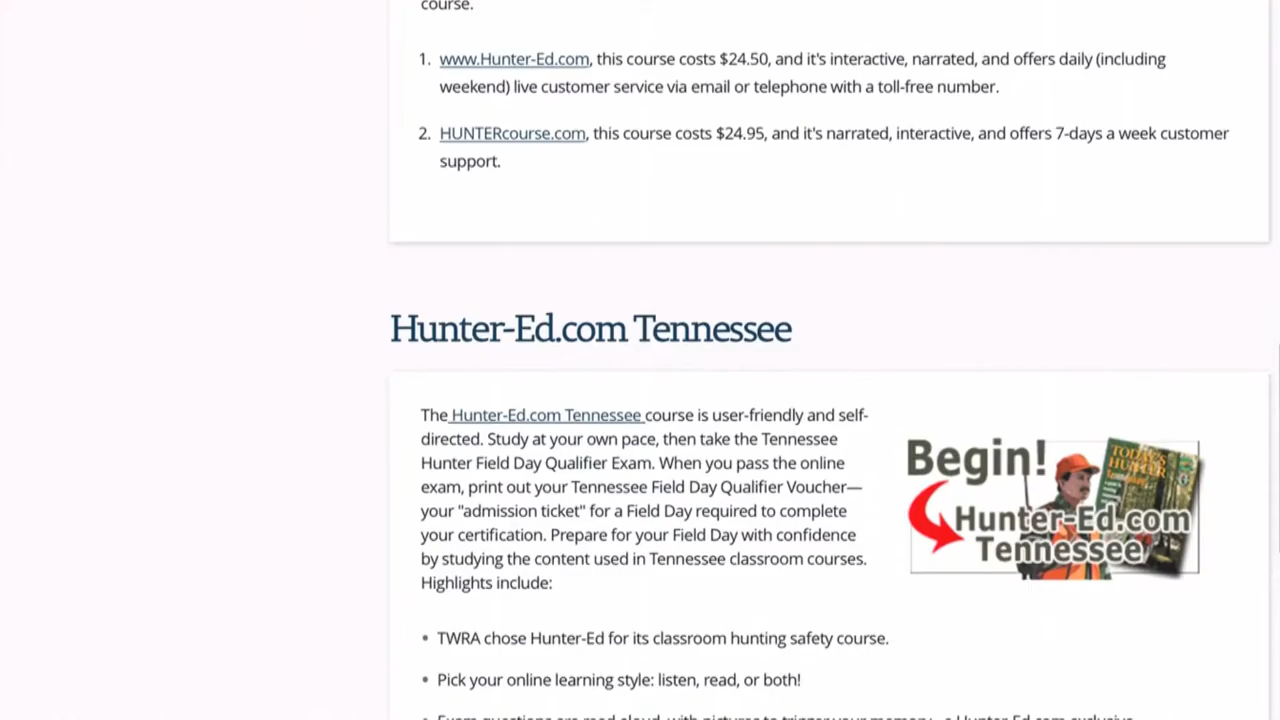 course.
1. www.Hunter-Ed.com, this course costs $24.50, and it's interactive, narrated, and offers daily (including
weekend) live customer service via email or telephone with a toll-free number.
2. HUNTERcourse.com, this course costs $24.95, and it's narrated, interactive, and offers 7-days a week customer
support.
Hunter-Ed.com Tennessee
The Hunter-Ed.com Tennessee course is user-friendly and self-
directed. Study at your own pace, then take the Tennessee
Hunter Field Day Qualifier Exam. When you pass the online
exam, print out your Tennessee Field Day Qualifier Voucher—
your "admission ticket" for a Field Day required to complete
your certification. Prepare for your Field Day with confidence
by studying the content used in Tennessee classroom courses.
Highlights include:
Begin!
TODAY'S
HUNTER
Hunter-Ed.com
Tennessee
• TWRA chose Hunter-Ed for its classroom hunting safety course.
• Pick your online learning style: listen, read, or both!